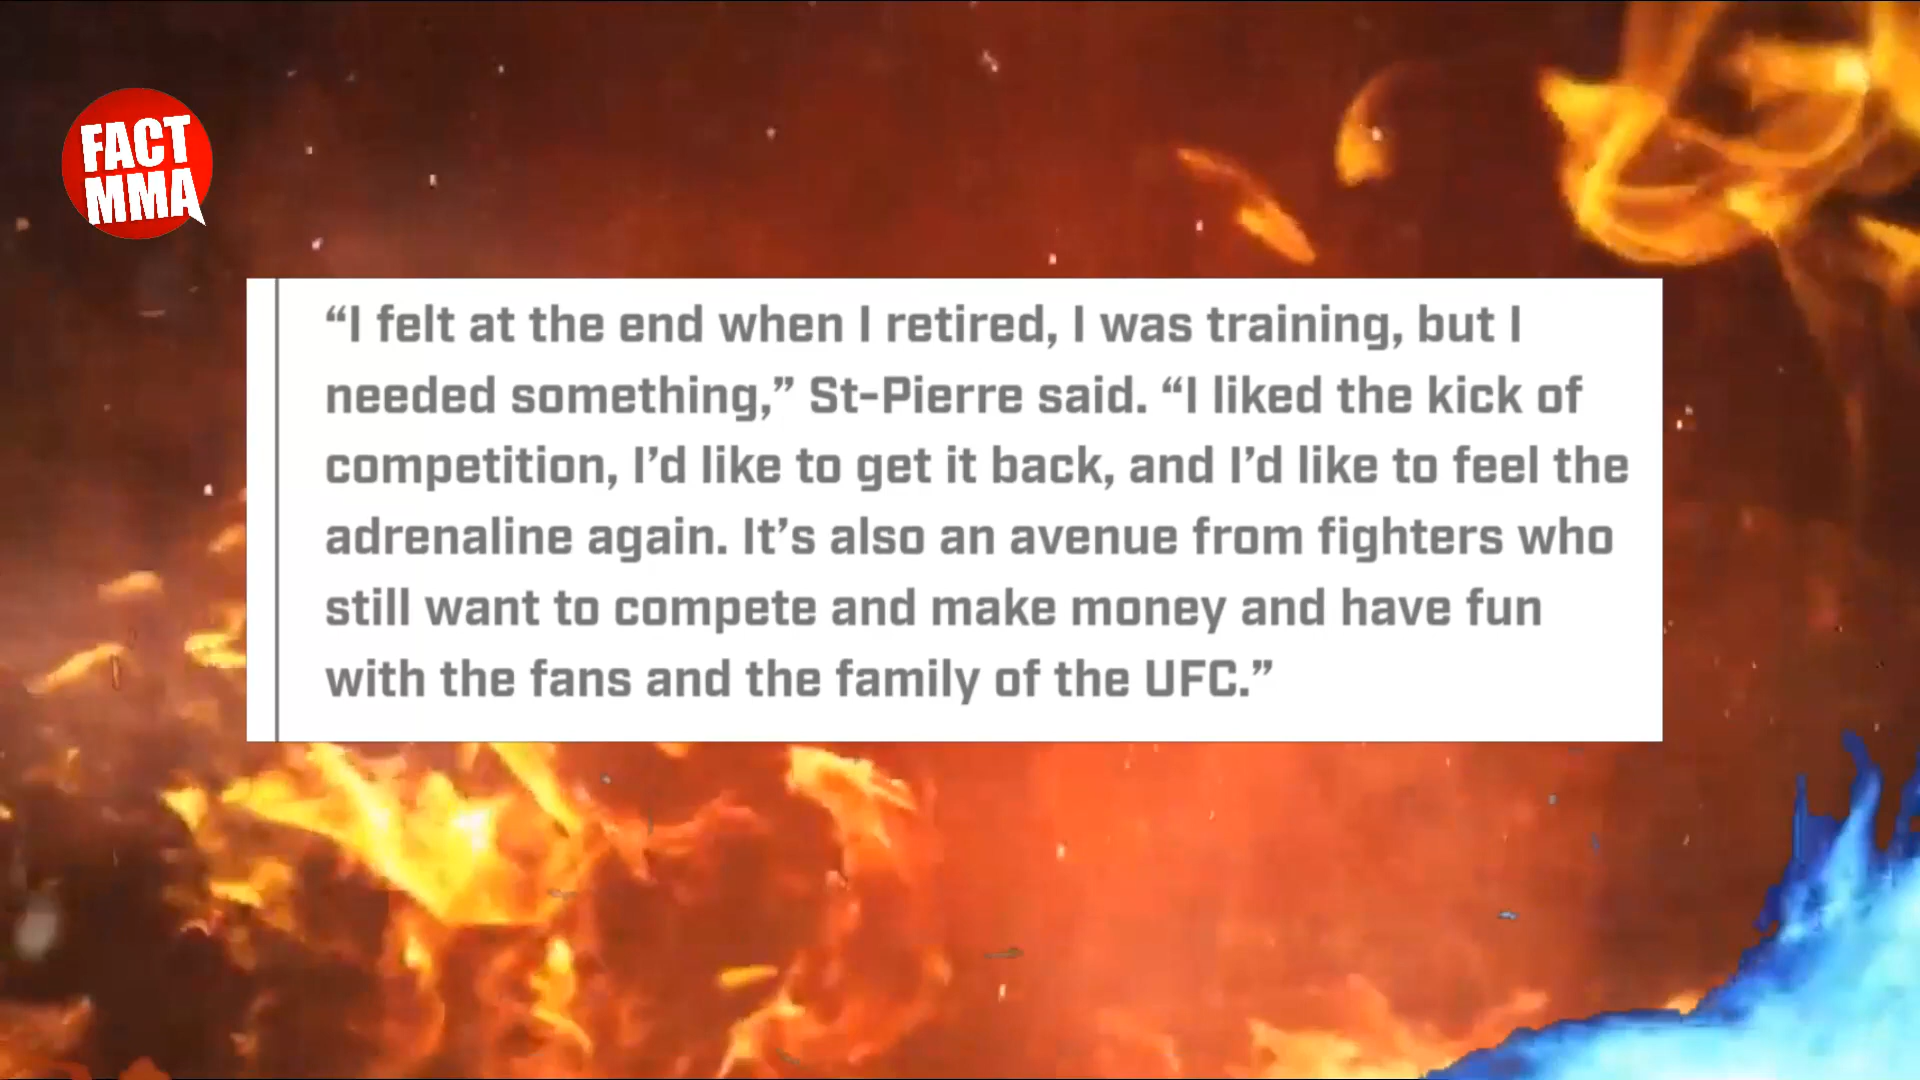 FACT
MMA
“I felt at the end when I retired, I was training, but I
needed something,” St-Pierre said. “I liked the kick of
competition, I’d like to get it back, and I’d like to feel the
adrenaline again. It’s also an avenue from fighters who
still want to compete and make money and have fun
with the fans and the family of the UFC.”